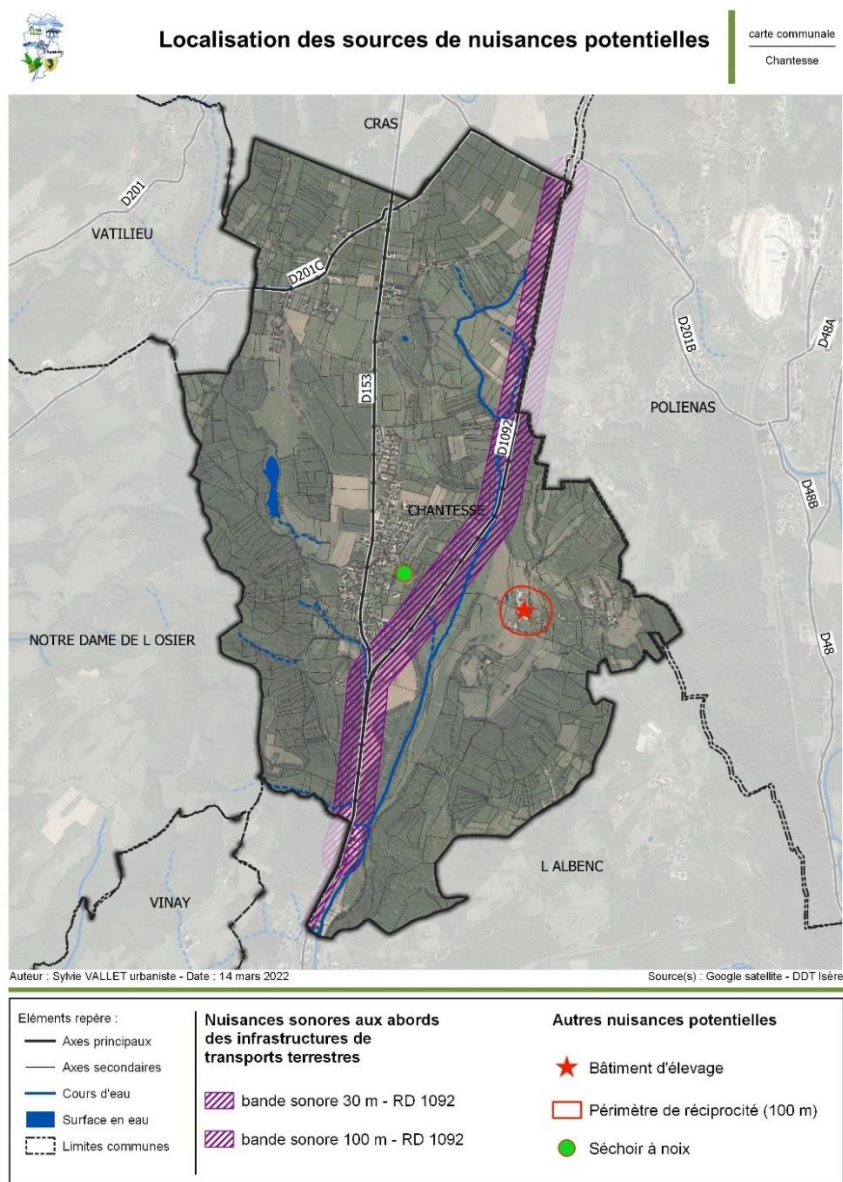 Localisation des sources de nuisances potentielles
carte communale
Chantesse
CRAS
D201
VATILIEU
D201C
D201B
D48A
D153
POLIENAS
D1092
D48B
CHANTESSE
NOTRE DAME DE L OSIER
D48
L ALBENC
VINAY
Auteur : Sylvie VALLET urbaniste - Date : 14 mars 2022
Source(s) : Google satellite - DDT Isère
Eléments repère :
Axes principaux
Axes secondaires
Cours d'eau
Surface en eau
Limites communes
Nuisances sonores aux abords
des infrastructures de
transports terrestres
bande sonore 30 m - RD 1092
bande sonore 100 m - RD 1092
Autres nuisances potentielles
Bâtiment d'élevage
Périmètre de réciprocité (100 m)
Séchoir à noix